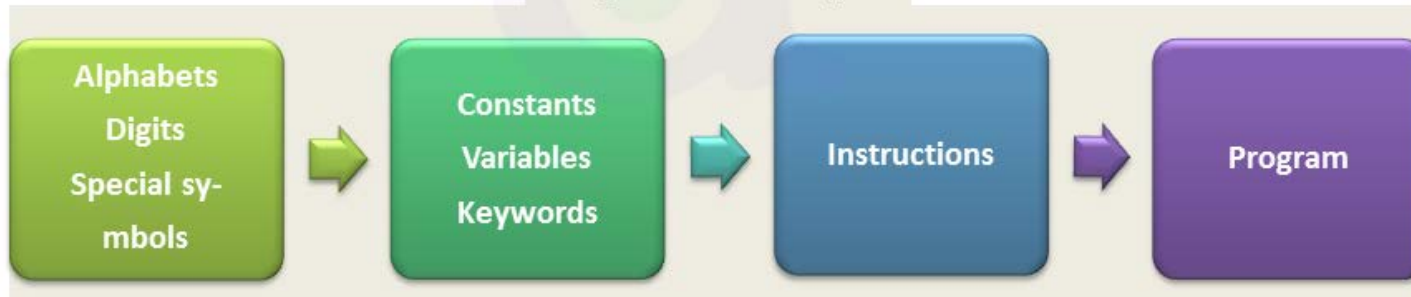 Alphabets
Digits
Special sy-
mbols
Constants
Variables
Keywords
Instructions
Program